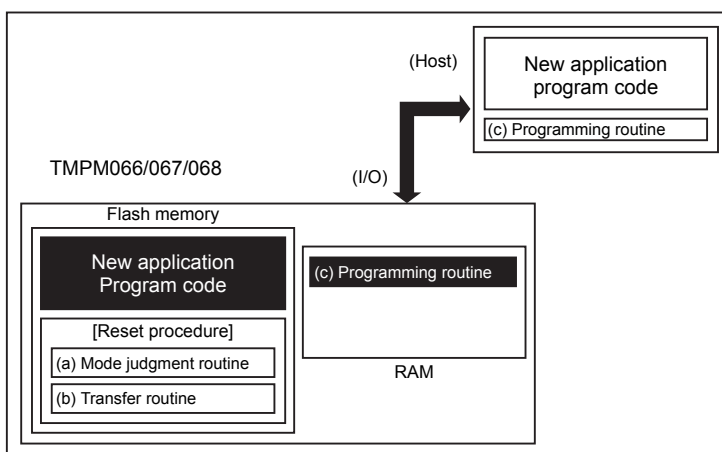 (Host)
New application
program code
(c) Programming routine
TMPM066/067/068
(I/O)
Flash memory
New application
Program code
(c) Programming routine
[Reset procedure]
(a) Mode judgment routine
(b) Transfer routine
RAM